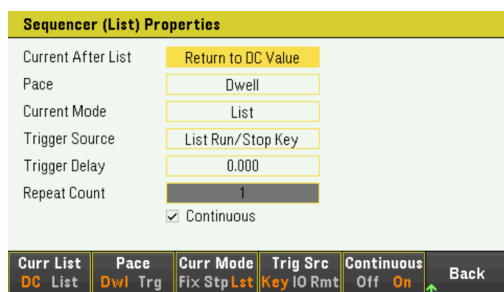 Sequencer (List) Properties
Current After List Return to DC Value
Pace Dwell
Current Mode List
Trigger Source List Run/Stop Key
Trigger Delay 0.000
Repeat Count 1
Continuous
Curr List Pace Curr Mode Trig Src Continuous Back
DC List Dwl Trg Fix Stp Lst Key IO Rmt Off On